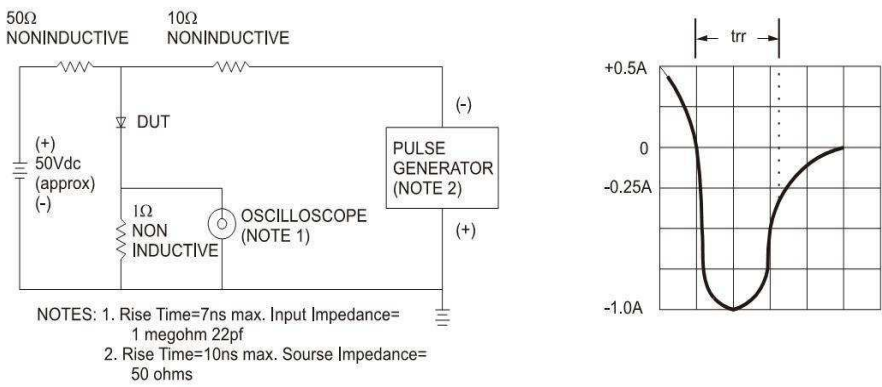 50Ω
NONINDUCTIVE
10Ω
NONINDUCTIVE
DUT
(+)
50Vdc
(approx)
(-)
1Ω
NON
INDUCTIVE
OSCILLOSCOPE
(NOTE 1)
(-)
PULSE
GENERATOR
(NOTE 2)
(+)
NOTES: 1. Rise Time=7ns max. Input Impedance=
1 megohm 22pf
2. Rise Time=10ns max. Sourse Impedance=
50 ohms
trr
+0.5A
0
-0.25A
-1.0A